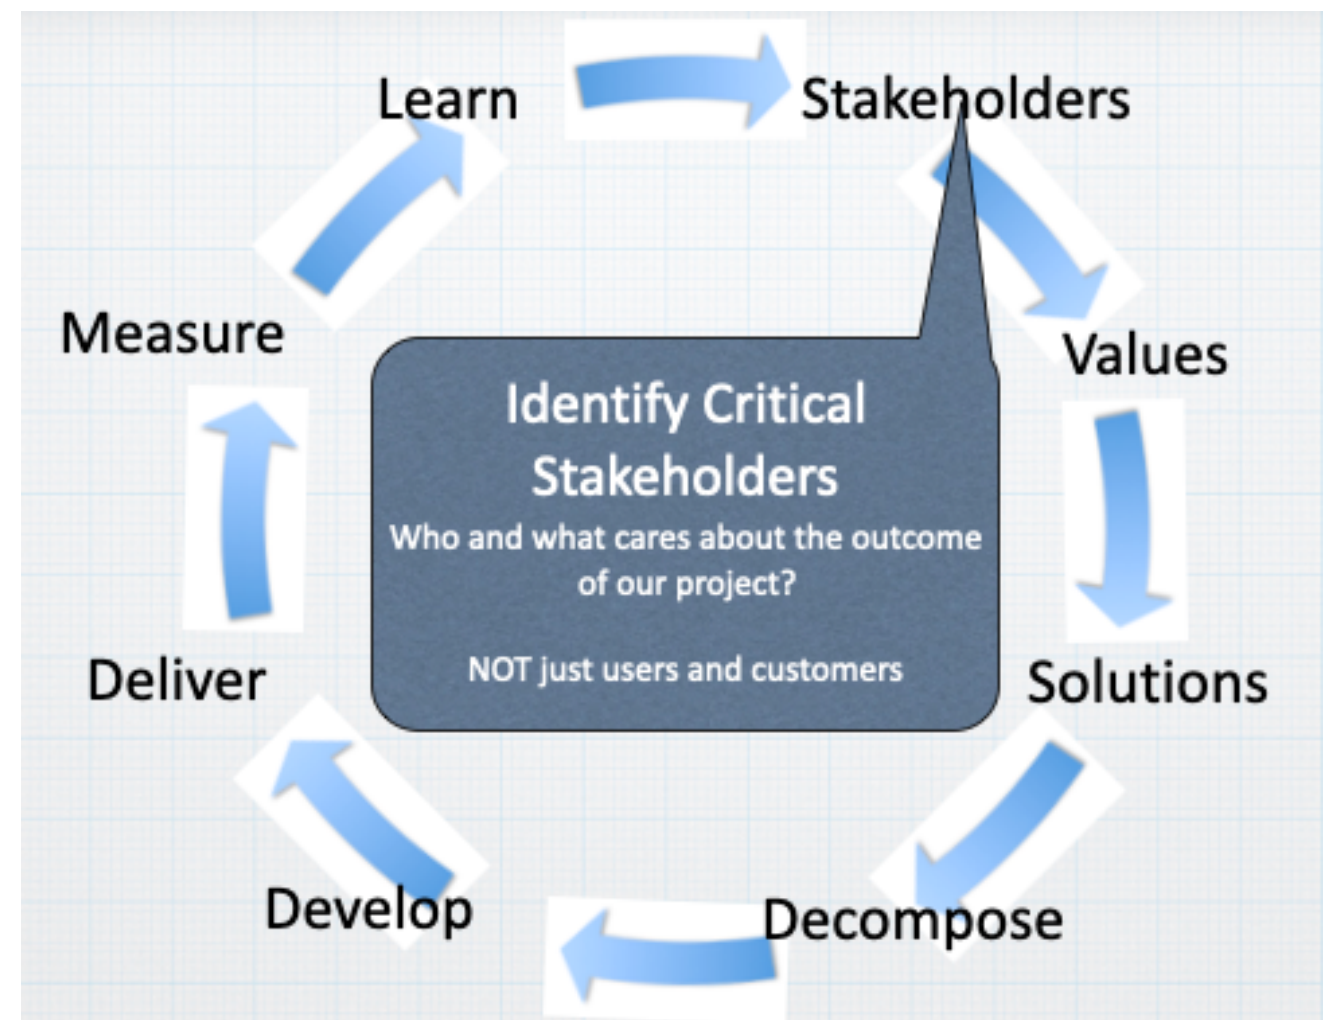 Learn
Stakeholders
Measure
Values
Identify Critical
Stakeholders
Who and what cares about the outcome
of our project?
NOT just users and customers
Deliver
Solutions
Develop
Decompose